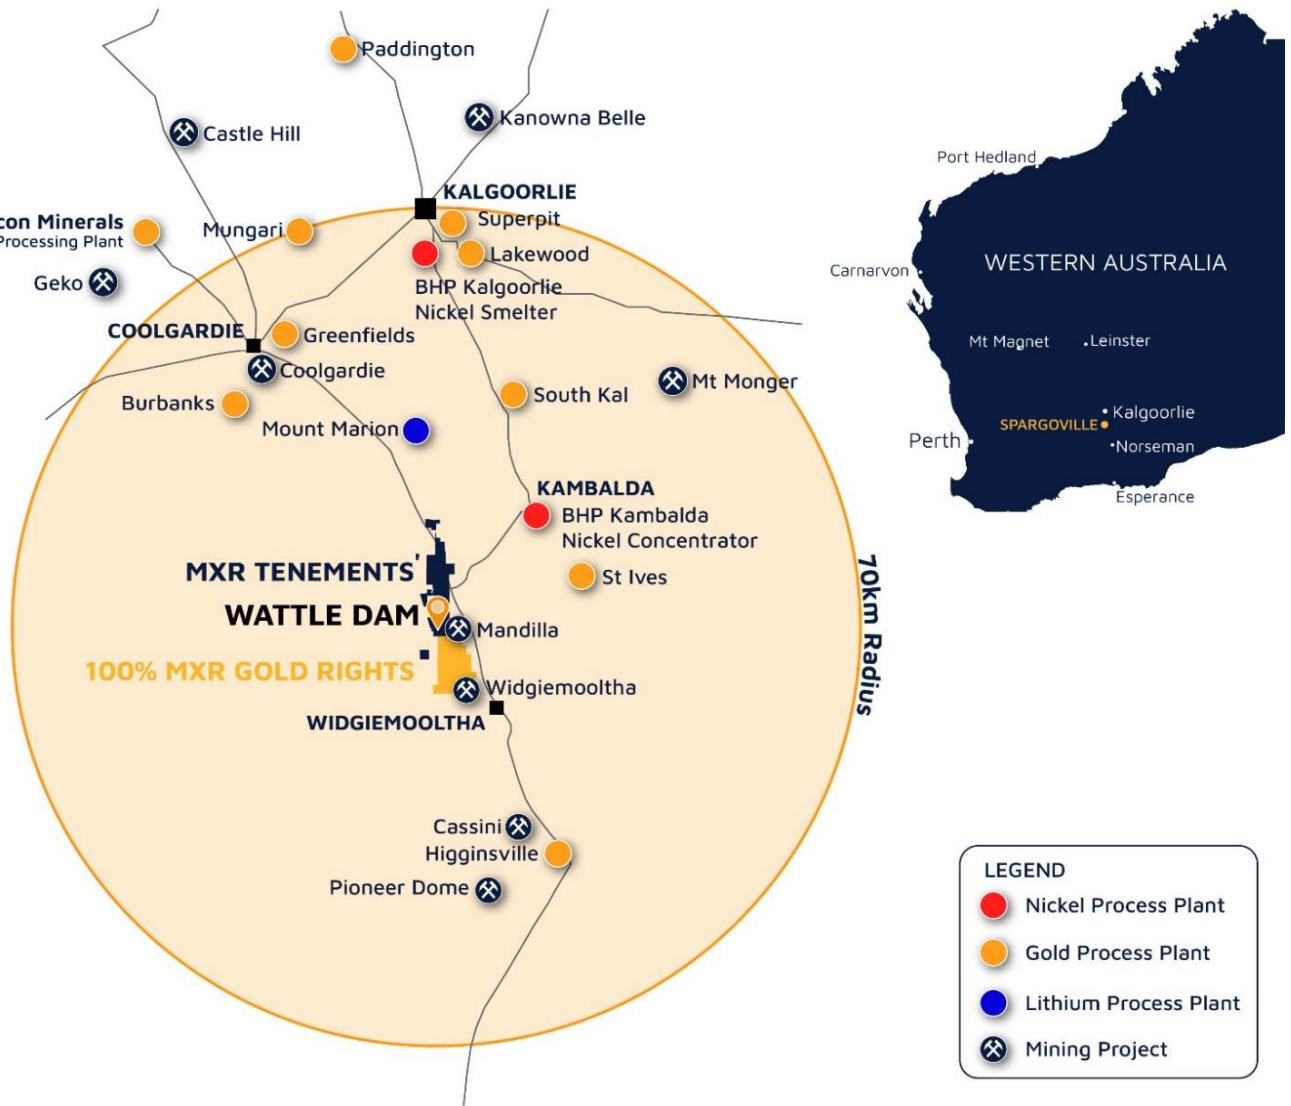 Paddington
Kanowna Belle
Castle Hill
KALGOORLIE
Superpit
Mungari
con Minerals
Processing Plant
Lakewood
Geko
BHP Kalgoorlie
Nickel Smelter
COOLGARDIE
Greenfields
Coolgardie
Burbanks
South Kal
Mt Monger
Mount Marion
KAMBALDA
BHP Kambalda
Nickel Concentrator
MXR TENEMENTS
St Ives
WATTLE DAM
Mandilla
100% MXR GOLD RIGHTS
Widgiemooltha
WIDGIEMOOLTHA
70km Radius
Cassini
Higginsville
Pioneer Dome
Port Hedland
WESTERN AUSTRALIA
Carnarvon
Mt Magnet
Leinster
Kalgoorlie
SPARGOVILLE
Perth
Norseman
Esperance
LEGEND
Nickel Process Plant
Gold Process Plant
Lithium Process Plant
Mining Project